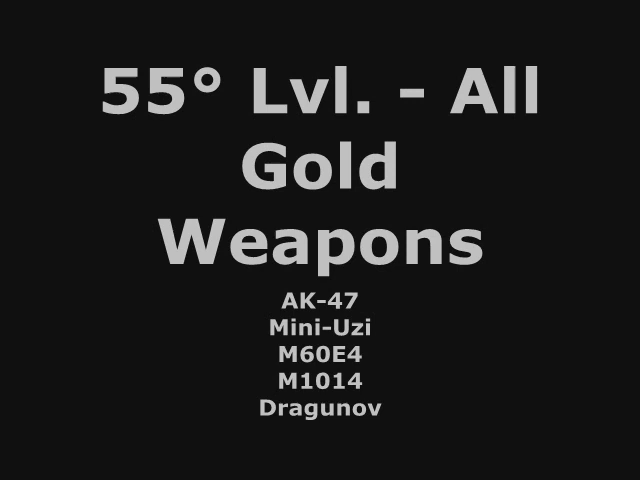 55° Lvl. - All
Gold
Weapons
AK-47
Mini-Uzi
M60E4
M1014
Dragunov